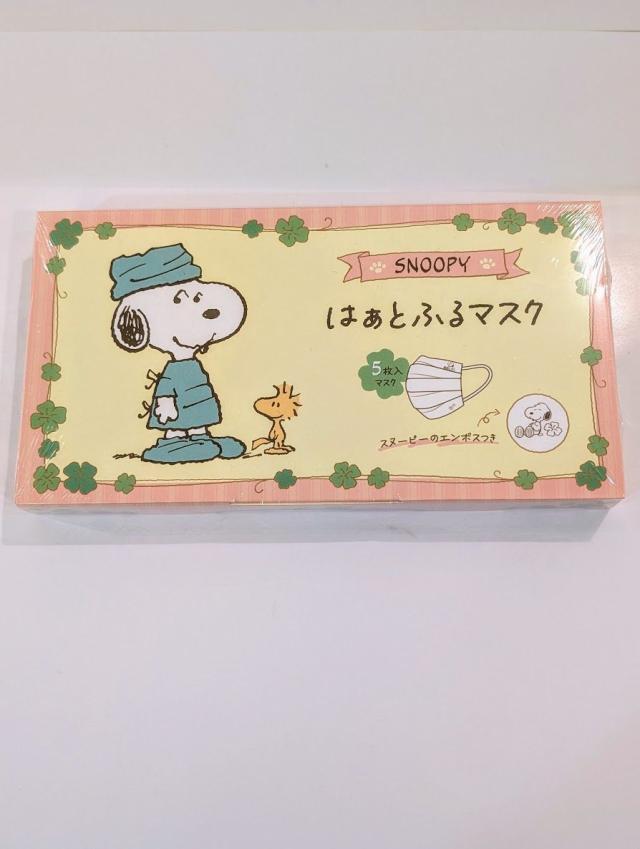 SNOOPY
はぁとふるマスク
5枚入
マスク
スヌーピーのエンボスつき